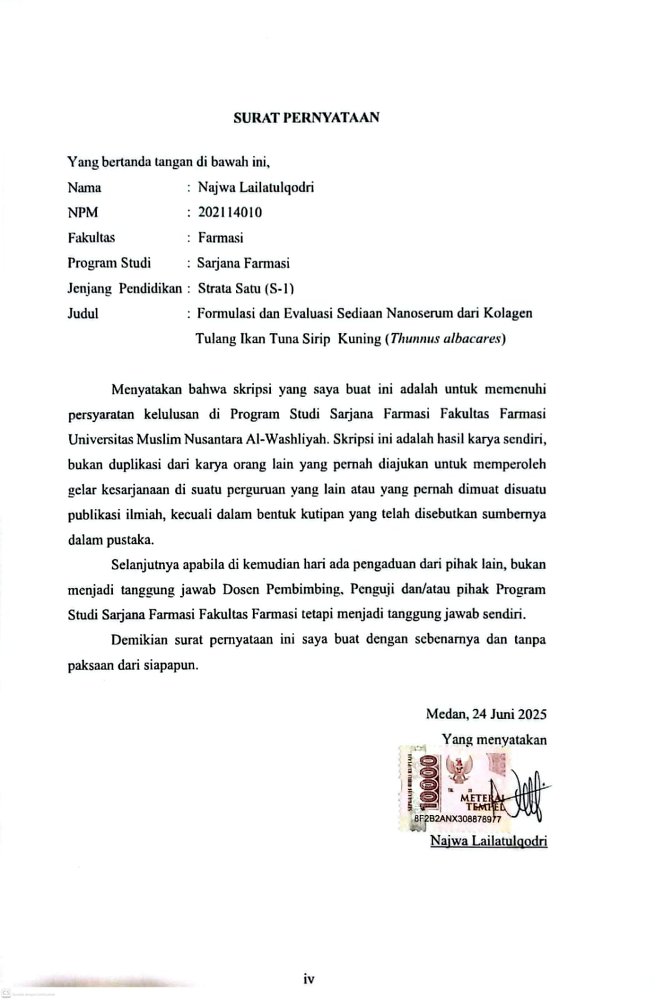 SURAT PERNYATAAN
Yang bertanda tangan di bawah ini,
Nama : Najwa Lailatulqodri
NPM : 202114010
Fakultas : Farmasi
Program Studi : Sarjana Farmasi
Jenjang Pendidikan : Strata Satu (S-1)
Judul : Formulasi dan Evaluasi Sediaan Nanoserum dari Kolagen
Tulang Ikan Tuna Sirip Kuning (Thunnus albacares)
Menyatakan bahwa skripsi yang saya buat ini adalah untuk memenuhi
persyaratan kelulusan di Program Studi Sarjana Farmasi Fakultas Farmasi
Universitas Muslim Nusantara Al-Washliyah. Skripsi ini adalah hasil karya sendiri,
bukan duplikasi dari karya orang lain yang pernah diajukan untuk memperoleh
gelar kesarjanaan di suatu perguruan yang lain atau yang pernah dimuat disuatu
publikasi ilmiah, kecuali dalam bentuk kutipan yang telah disebutkan sumbernya
dalam pustaka.
Selanjutnya apabila di kemudian hari ada pengaduan dari pihak lain, bukan
menjadi tanggung jawab Dosen Pembimbing, Penguji dan/atau pihak Program
Studi Sarjana Farmasi Fakultas Farmasi tetapi menjadi tanggung jawab sendiri.
Demikian surat pernyataan ini saya buat dengan sebenarnya dan tanpa
paksaan dari siapapun.
Medan, 24 Juni 2025
Yang menyatakan
SEPULUH RIBU RUPIAH
10000
METERAI
TEMPEL
8F2B2ANX308878977
Najwa Lailatulqodri
iv
CS